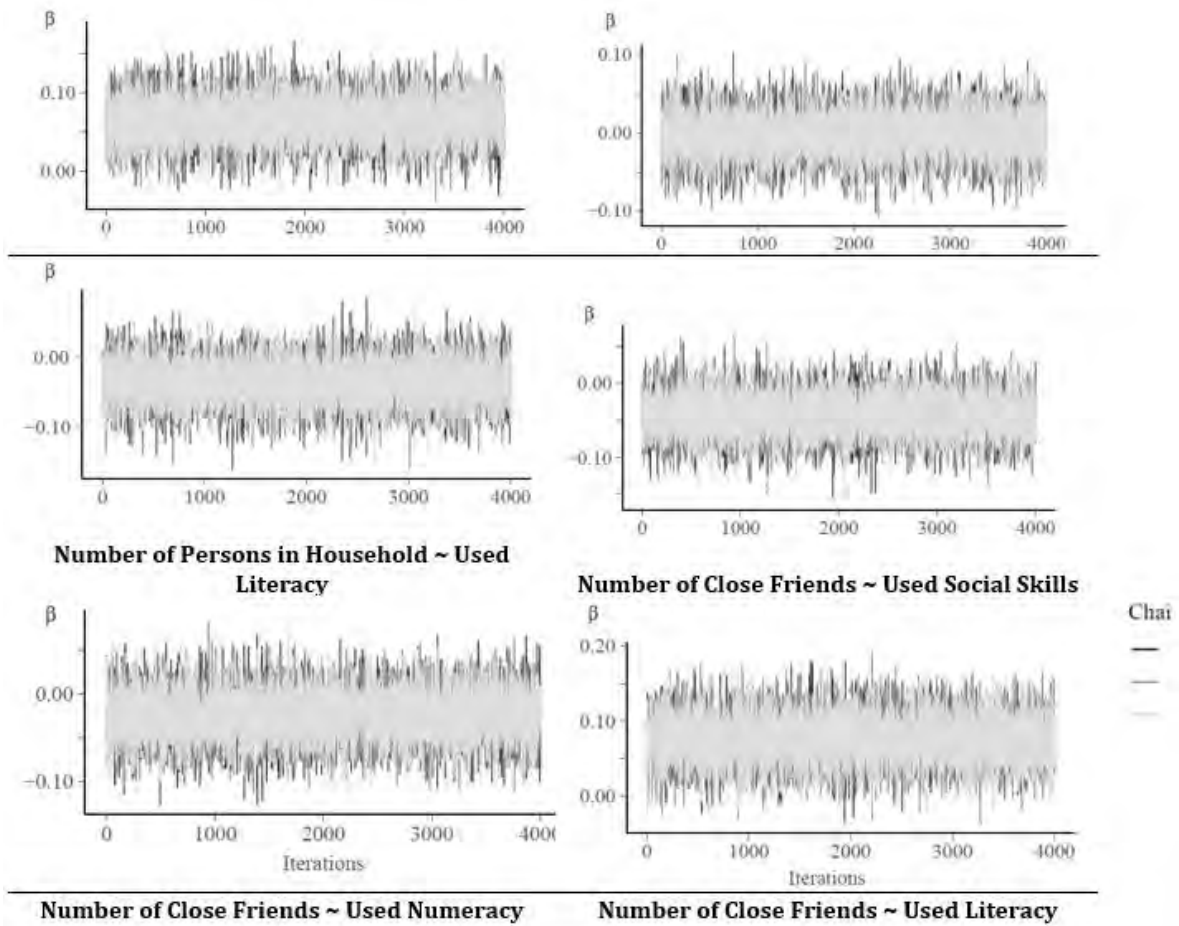 β
0.10
0.00
0 1000 2000 3000 4000
β
0.10
0.00
−0.10
0 1000 2000 3000 4000
β
0.00
−0.10
0 1000 2000 3000 4000
β
0.00
−0.10
0 1000 2000 3000 4000
Number of Persons in Household ~ Used
Literacy
Number of Close Friends ~ Used Social Skills
β
0.00
−0.10
0 1000 2000 3000 4000
Iterations
β
0.20
0.10
0.00
0 1000 2000 3000 4000
Iterations
Chai
Number of Close Friends ~ Used Numeracy
Number of Close Friends ~ Used Literacy